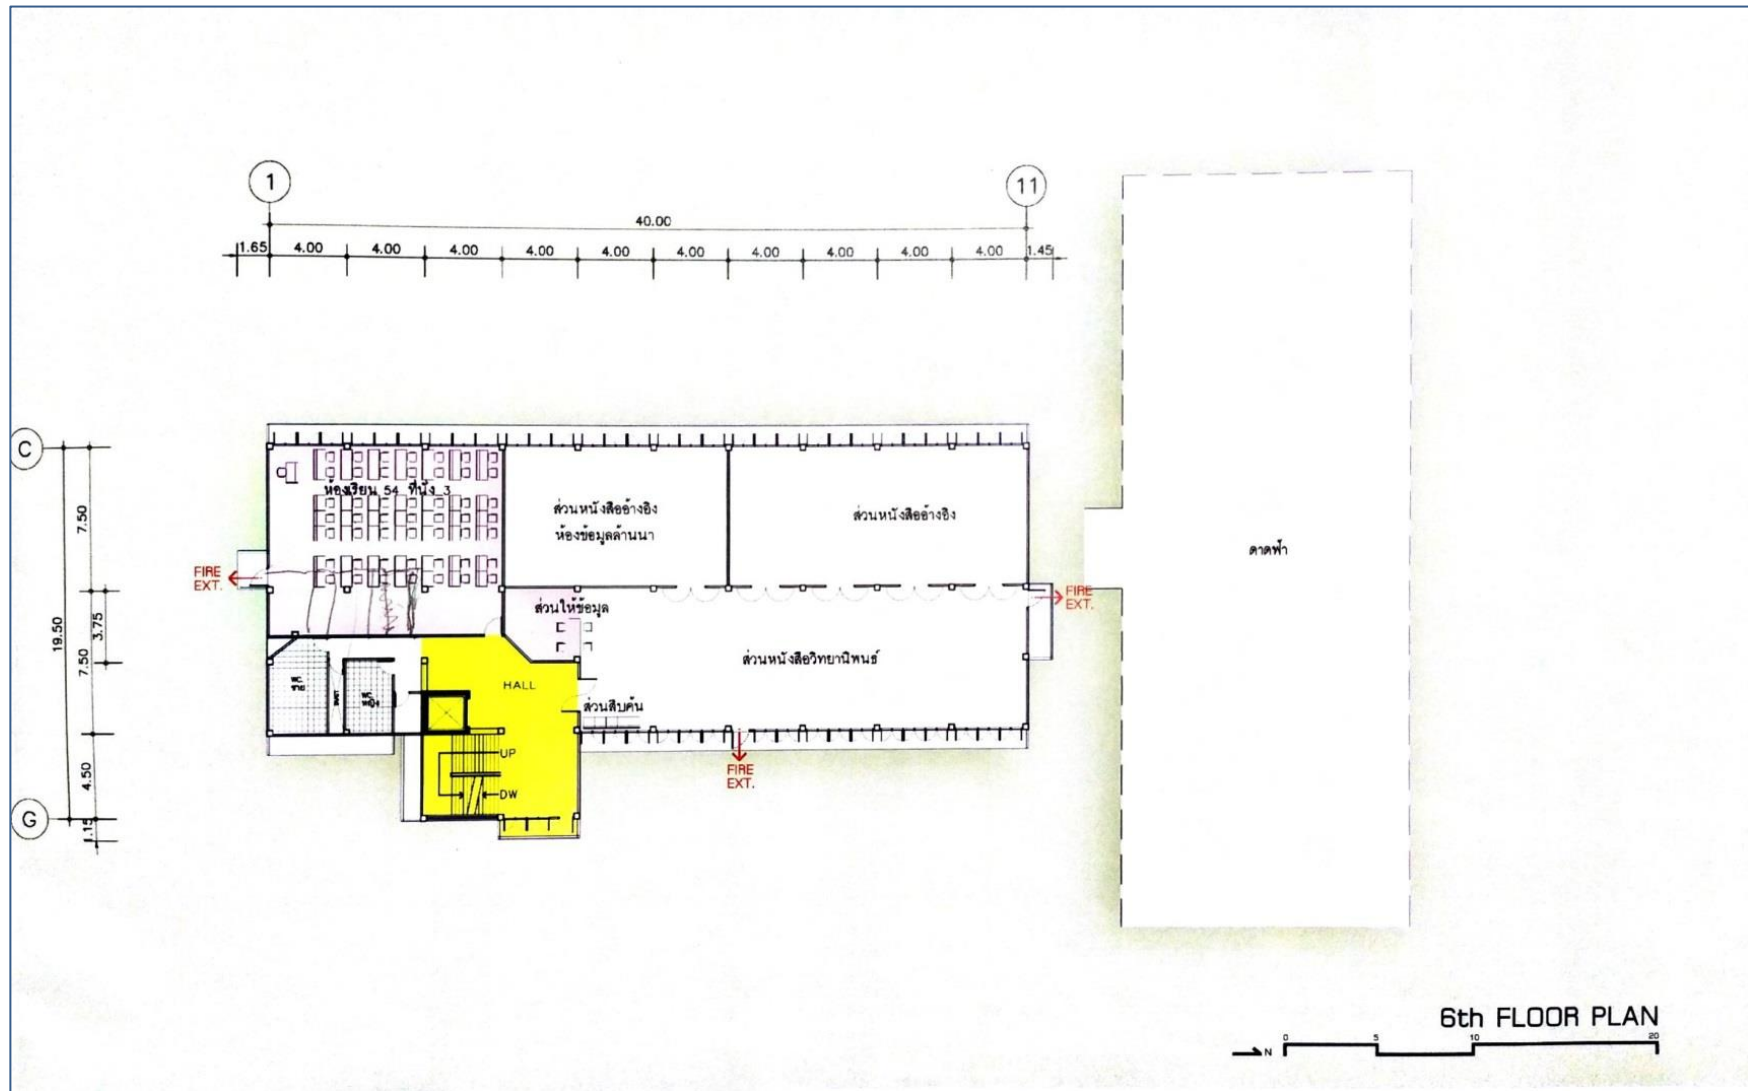 1
11
40.00
1.65 4.00 4.00 4.00 4.00 4.00 4.00 4.00 4.00 4.00 4.00 1.45
C
7.50
19.50
3.75
7.50
4.50
1.15
G
ห้องเรียน 54 ที่นั่ง 3
ส่วนหนังสืออ้างอิง
ห้องข้อมูลล้านนา
ส่วนหนังสืออ้างอิง
ดาดฟ้า
FIRE
EXT.
FIRE
EXT.
ส่วนให้ข้อมูล
ส่วนหนังสือวิทยานิพนธ์
HALL
ส่วนสืบค้น
UP
DW
FIRE
EXT.
6th FLOOR PLAN
N
0 5 10 20